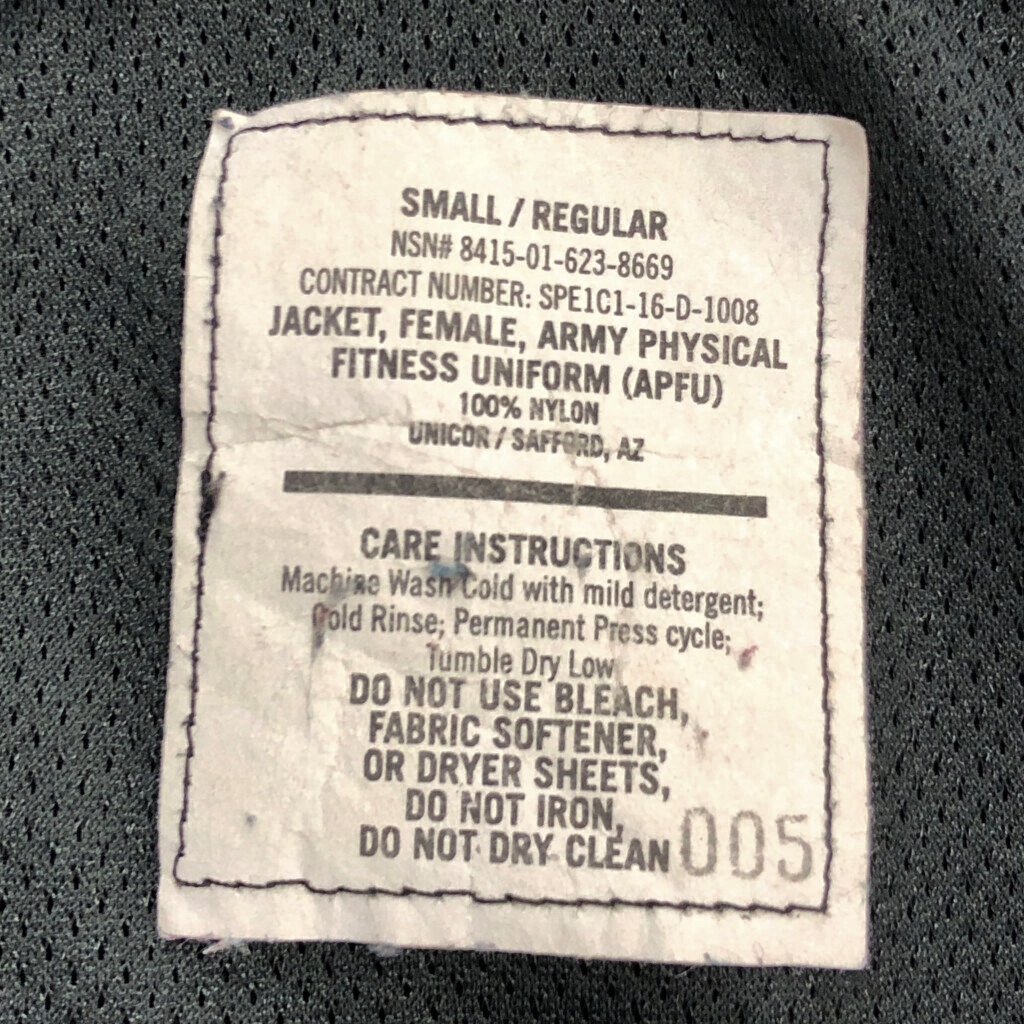 SMALL / REGULAR
NSN# 8415-01-623-8669
CONTRACT NUMBER: SPE1C1-16-D-1008
JACKET, FEMALE, ARMY PHYSICAL
FITNESS UNIFORM (APFU)
100% NYLON
UNICOR / SAFFORD, AZ
CARE INSTRUCTIONS
Machine Wash Cold with mild detergent;
Cold Rinse; Permanent Press cycle;
Tumble Dry Low
DO NOT USE BLEACH,
FABRIC SOFTENER,
OR DRYER SHEETS,
DO NOT IRON,
DO NOT DRY CLEAN 005